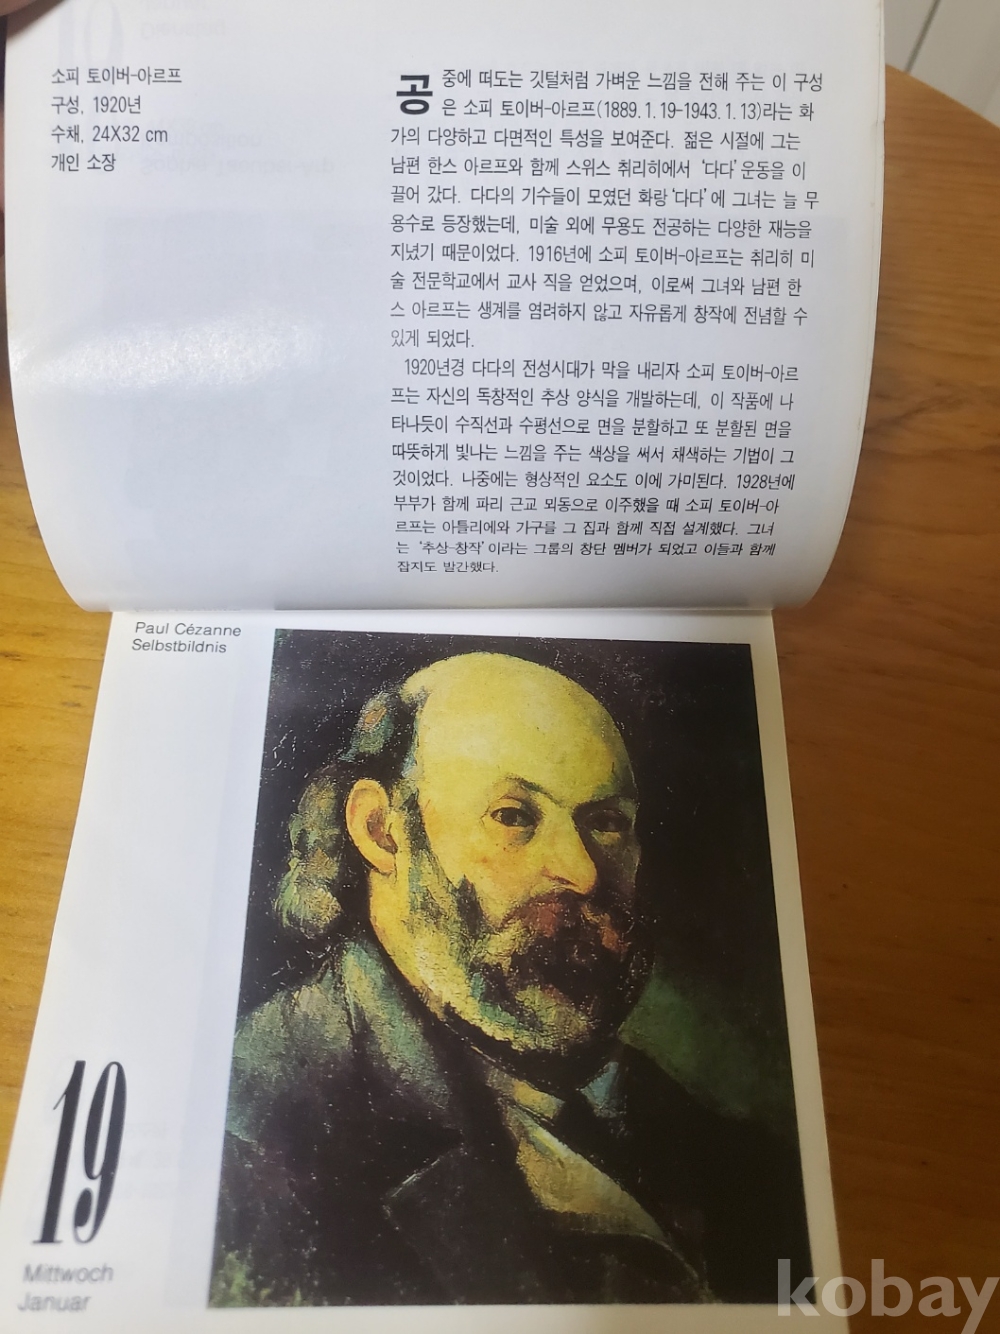 소피 토이버-아르프
구성, 1920년
수채, 24X32 cm
개인 소장
공중에 떠도는 깃털처럼 가벼운 느낌을 전해 주는 이 구성
은 소피 토이버-아르프(1889.1.19-1943.1.13)라는 화
가의 다양하고 다면적인 특성을 보여준다. 젊은 시절에 그는
남편 한스 아르프와 함께 스위스 취리히에서 '다다'운동을 이
끌어 갔다. 다다의 기수들이 모였던 화랑 '다다'에 그녀는 늘 무
용수로 등장했는데, 미술 외에 무용도 전공하는 다양한 재능을
지녔기 때문이었다. 1916년에 소피 토이버-아르프는 취리히 미
술 전문학교에서 교사 직을 얻었으며, 이로써 그녀와 남편 한
스 아르프는 생계를 염려하지 않고 자유롭게 창작에 전념할 수
있게 되었다.
1920년경 다다의 전성시대가 막을 내리자 소피 토이버-아르
프는 자신의 독창적인 추상 양식을 개발하는데, 이 작품에 나
타나듯이 수직선과 수평선으로 면을 분할하고 또 분할된 면을
따뜻하게 빛나는 느낌을 주는 색상을 써서 채색하는 기법이 그
것이었다. 나중에는 형상적인 요소도 이에 가미된다. 1928년에
부부가 함께 파리 근교 뫼동으로 이주했을 때 소피 토이버-아
르프는 아틀리에와 가구를 그 집과 함께 직접 설계했다. 그녀
는 '추상-창작'이라는 그룹의 창단 멤버가 되었고 이들과 함께
잡지도 발간했다.
Paul Cézanne
Selbstbildnis
19
Mittwoch
Januar
kobay